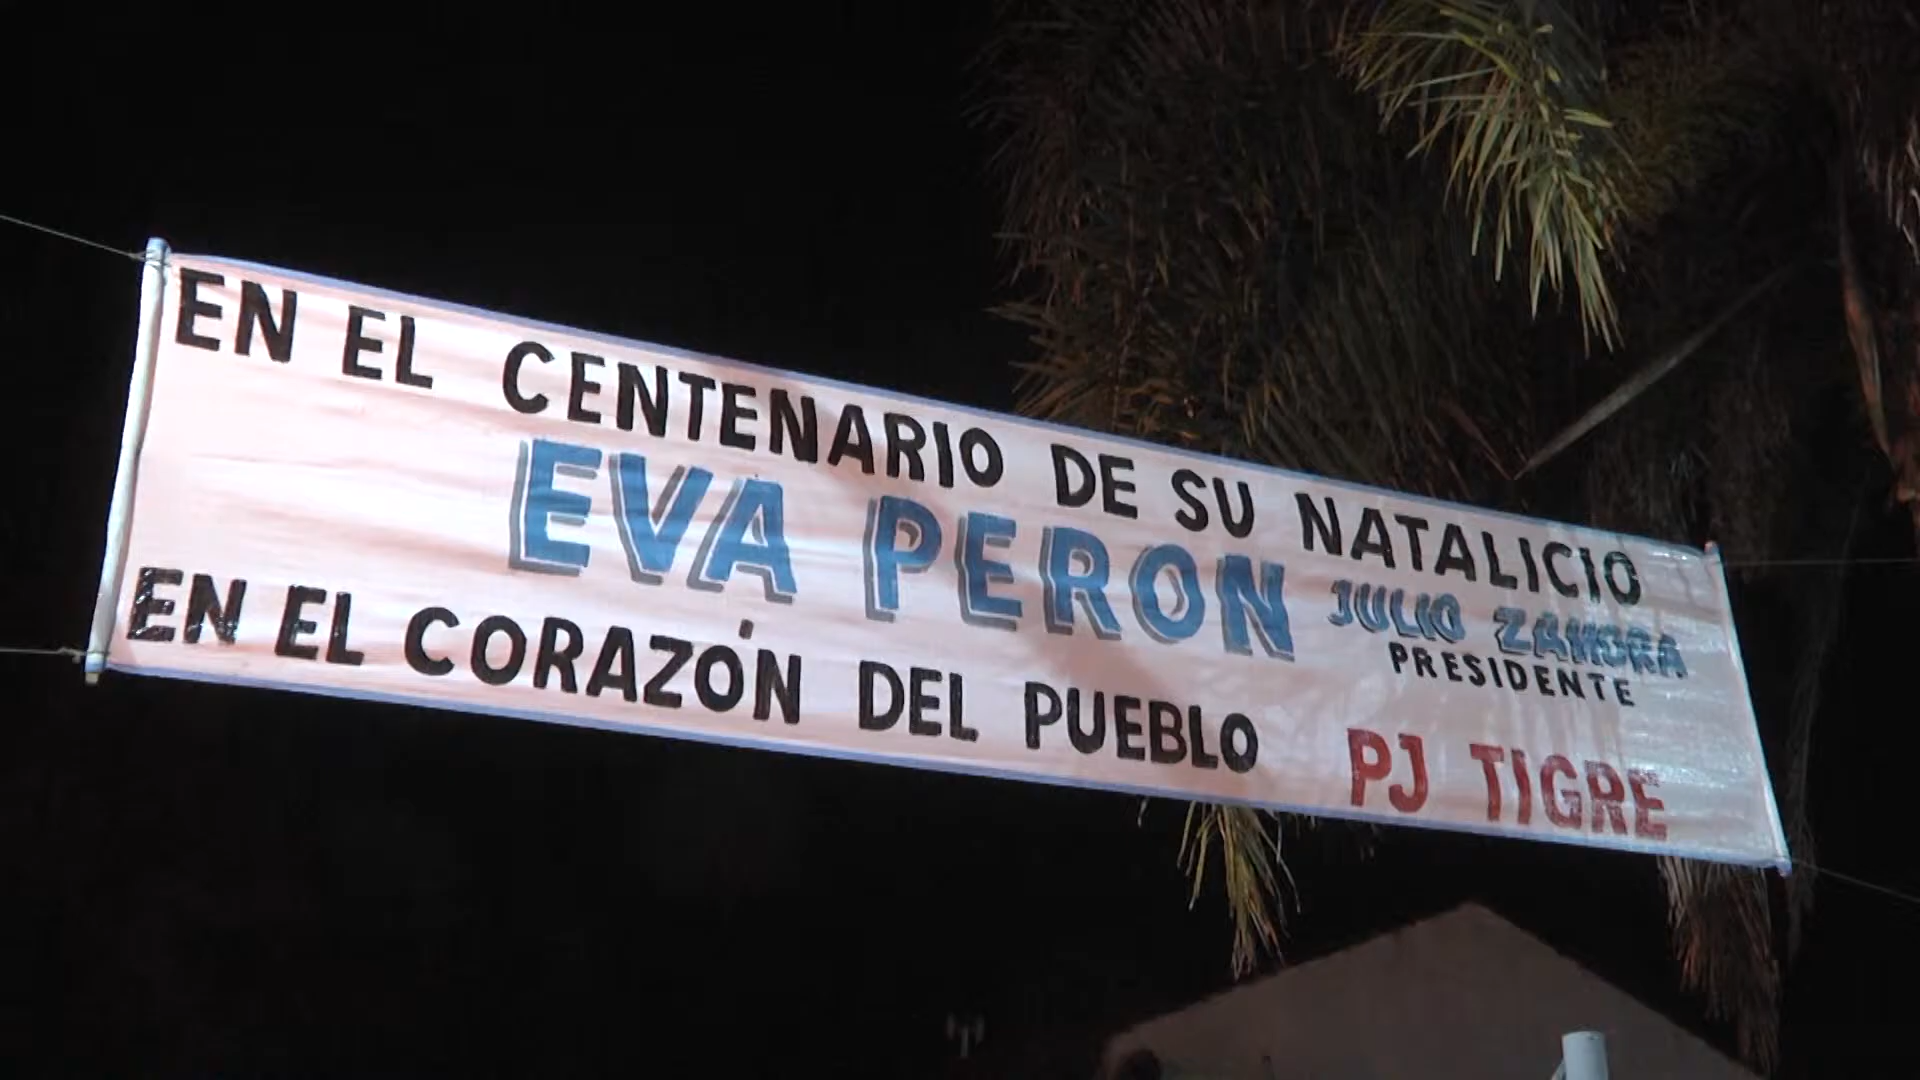 EN EL CENTENARIO DE SU NATALICIO
EVA PERON
JULIO ZAMORA
PRESIDENTE
EN EL CORAZÓN DEL PUEBLO
PJ TIGRE